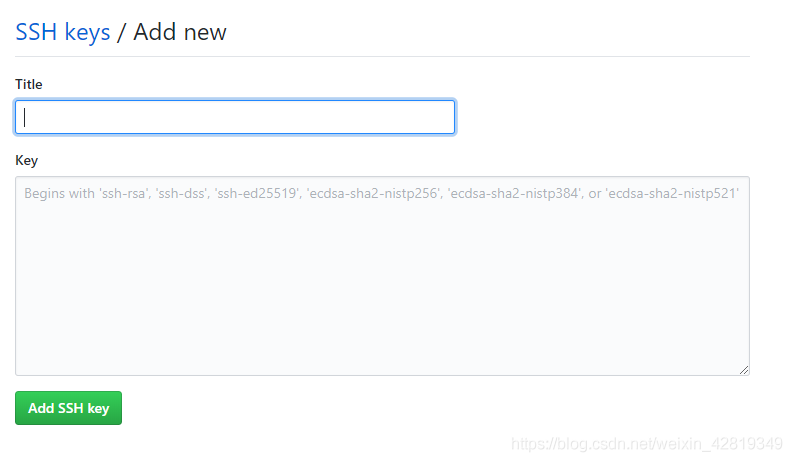 SSH keys / Add new
Title
Key
Begins with 'ssh-rsa', 'ssh-dss', 'ssh-ed25519', 'ecdsa-sha2-nistp256', 'ecdsa-sha2-nistp384', or 'ecdsa-sha2-nistp521'
Add SSH key
https://blog.csdn.net/weixin_42819349